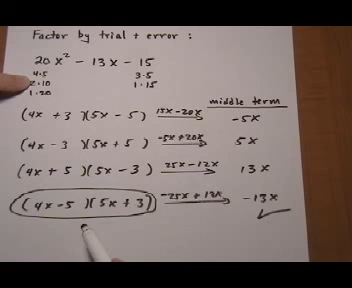 Factor by trial + error :
20x² - 13x - 15
4·5 3·5
2·10 1·15
1·20
middle term
(4x + 3)(5x - 5) 15x-20x -5x
(4x - 3)(5x + 5) -15x+20x 5x
(4x + 5)(5x - 3) 25x-12x 13x
(4x - 5)(5x + 3) -25x + 12x -13x